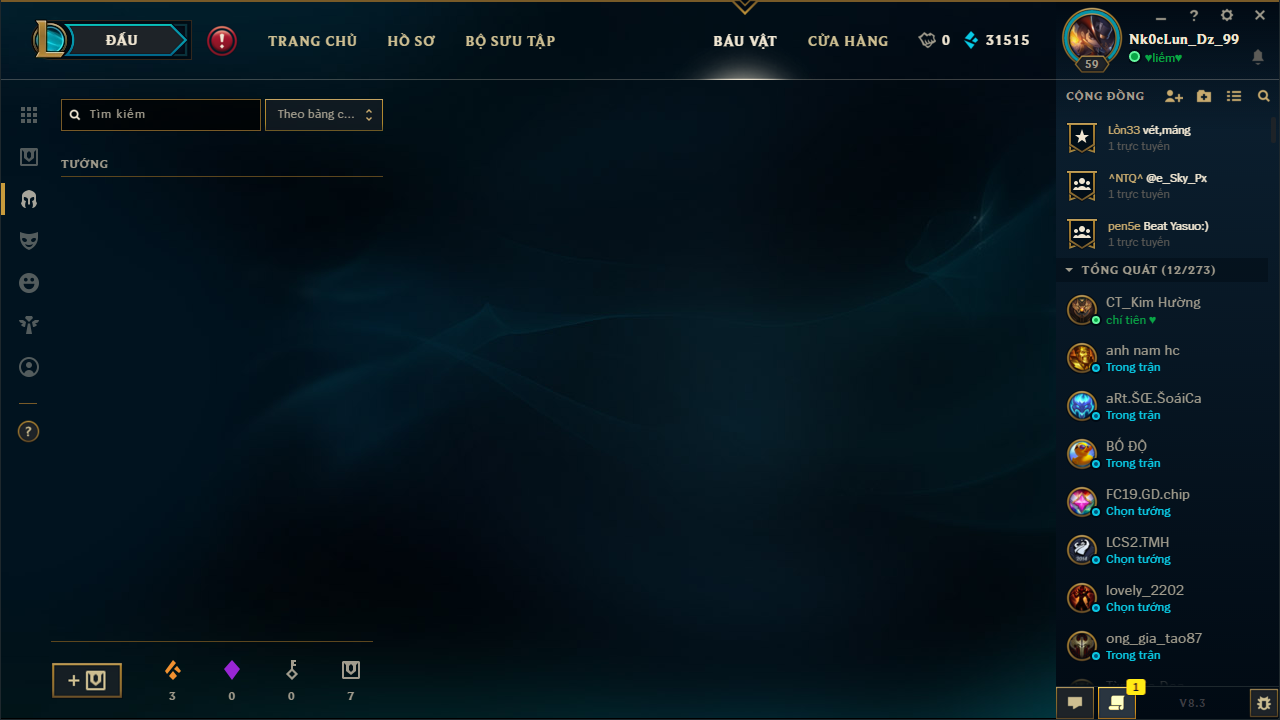 ĐẤU
TRANG CHỦ
HỒ SƠ
BỘ SƯU TẬP
BÁU VẬT
CỬA HÀNG
0
31515
59
Nk0cLun_Dz_99
♥liềm♥
Tìm kiếm
Theo bảng c...
TƯỚNG
CỘNG ĐỒNG
Lồn33 vét,máng
1 trực tuyến
^NTQ^ @e_Sky_Px
1 trực tuyến
pen5e Beat Yasuo:)
1 trực tuyến
TỔNG QUÁT (12/273)
CT_Kim Hường
chí tiên ♥
anh nam hc
Trong trận
aRt.ŠŒ.ŠoáiCa
Trong trận
BỐ ĐỘ
Trong trận
FC19.GD.chip
Chọn tướng
LCS2.TMH
Chọn tướng
lovely_2202
Chọn tướng
ong_gia_tao87
Trong trận
3
0
0
7
1
V8.3